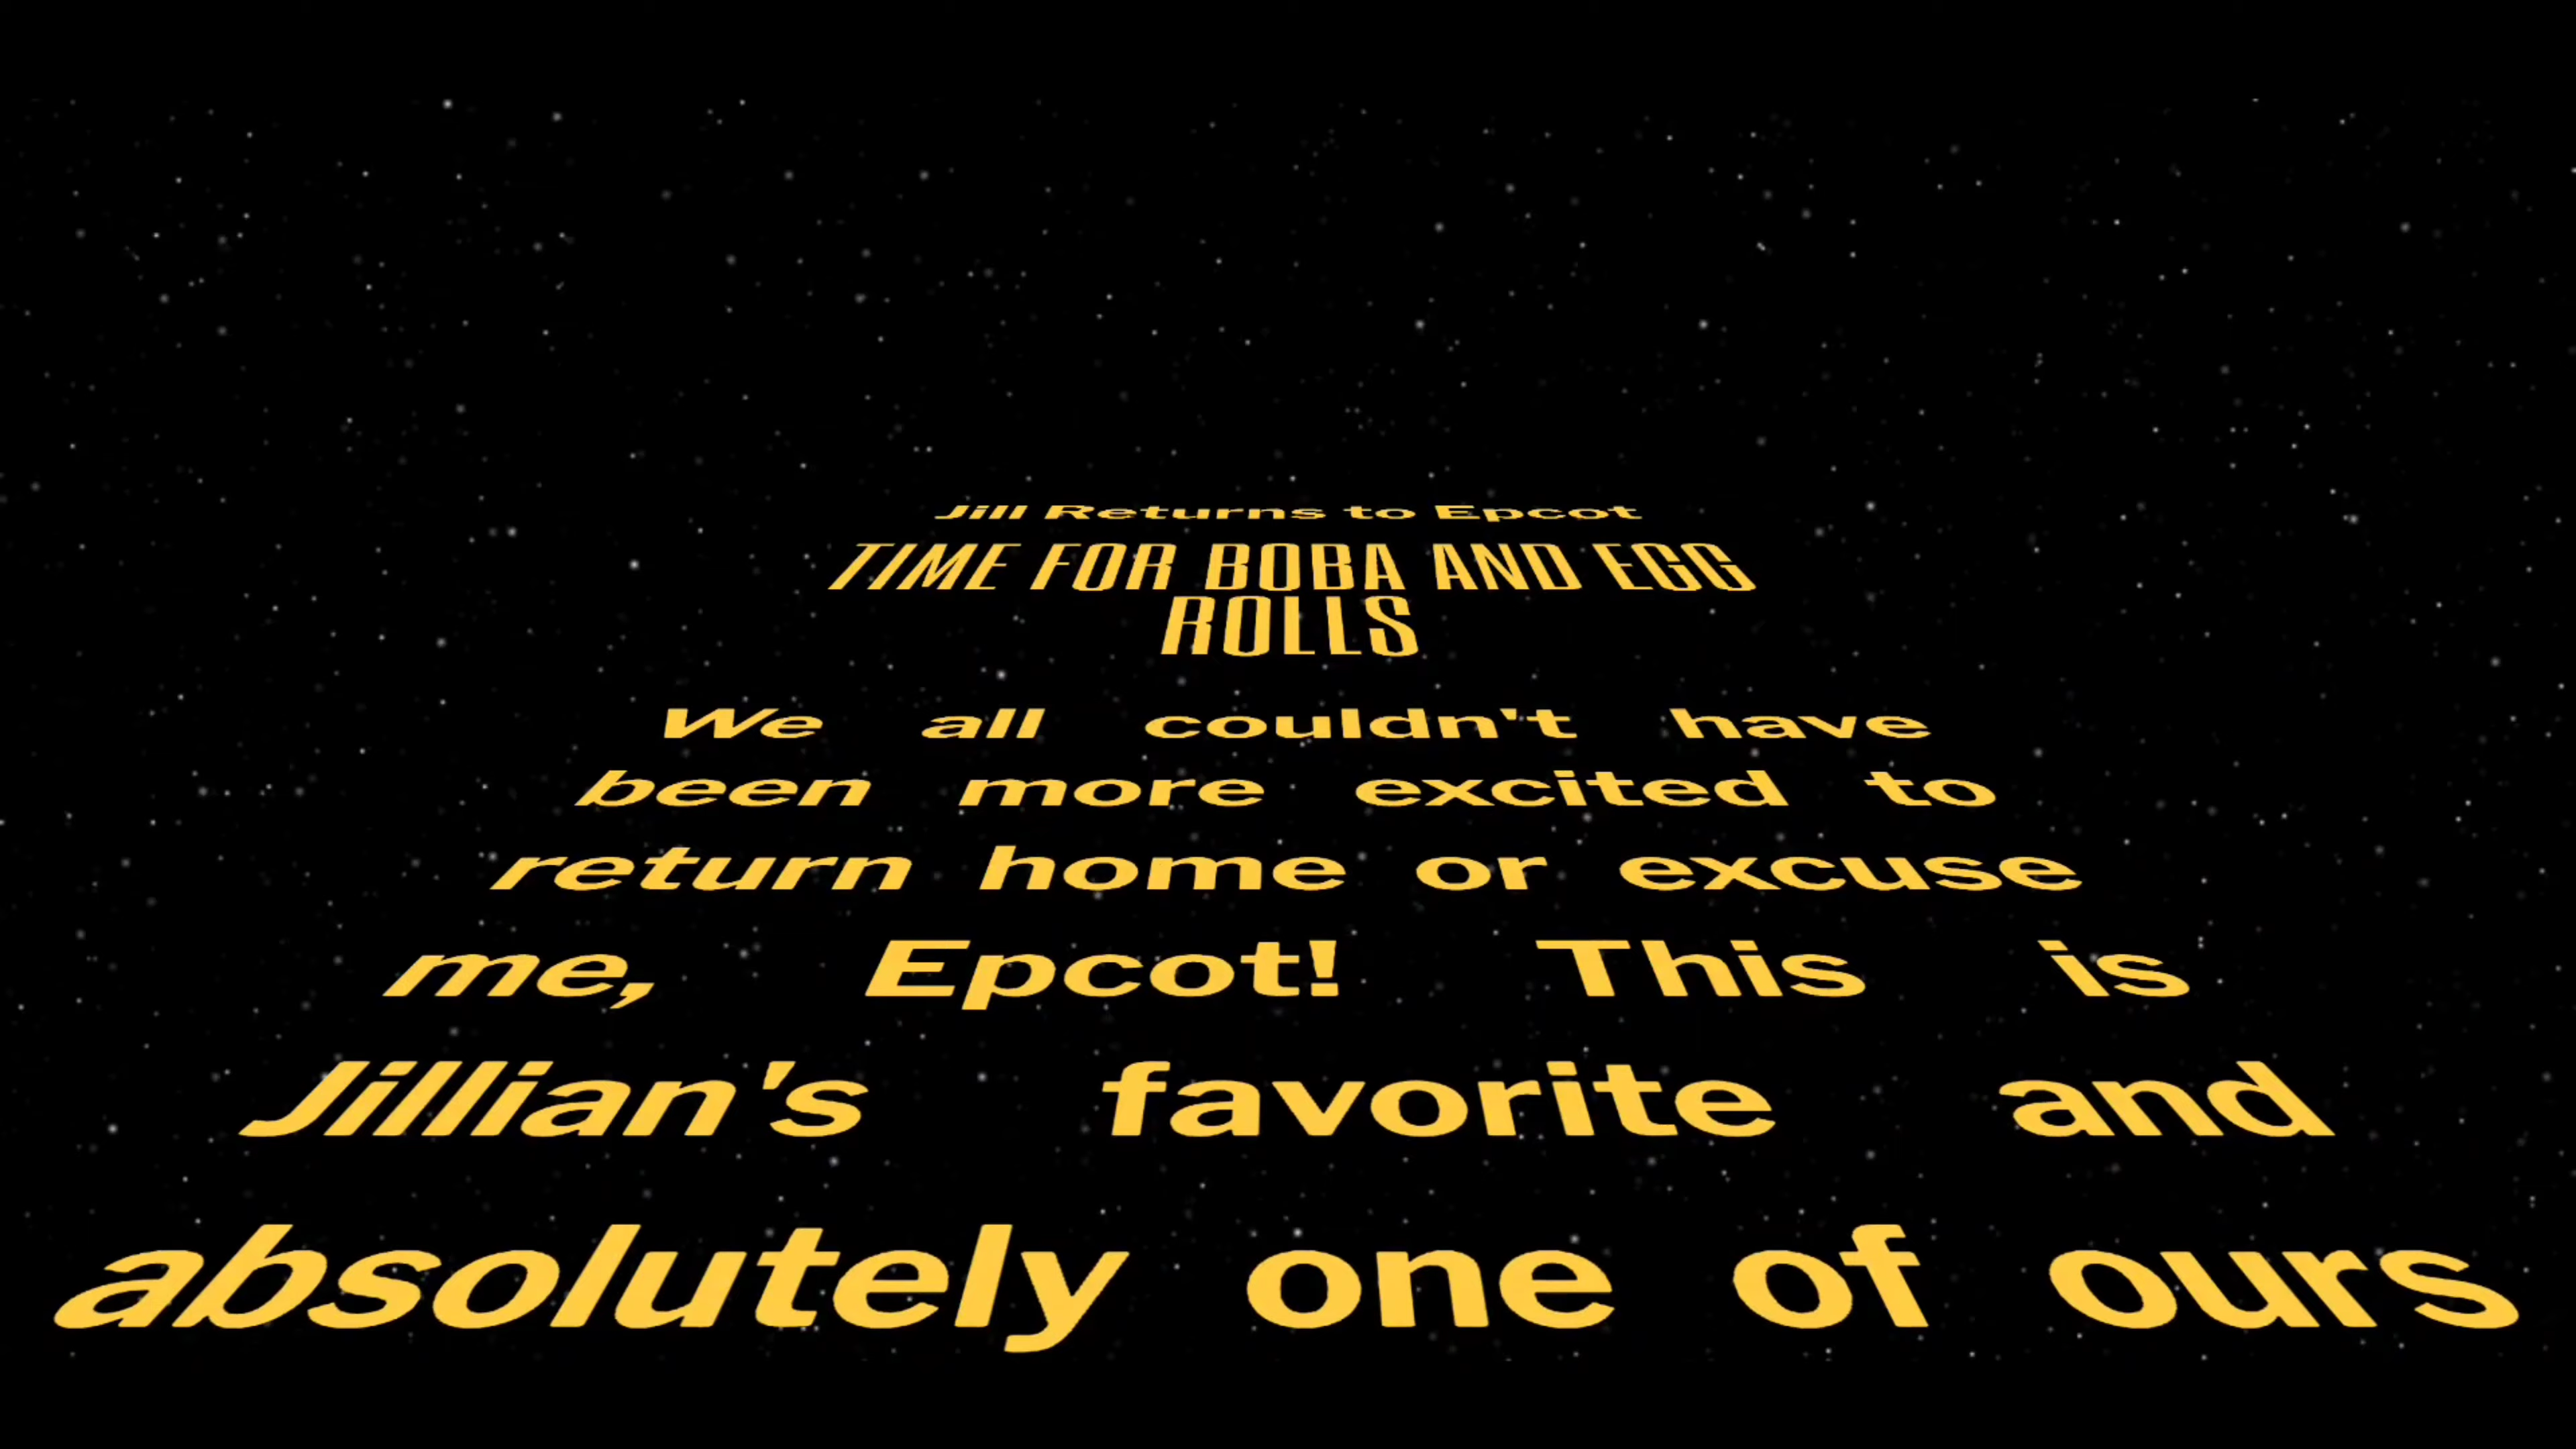 Jill Returns to Epcot
TIME FOR BOBA AND EGG
ROLLS
We all couldn't have
been more excited to
return home or excuse
me, Epcot! This is
Jillian's favorite and
absolutely one of ours